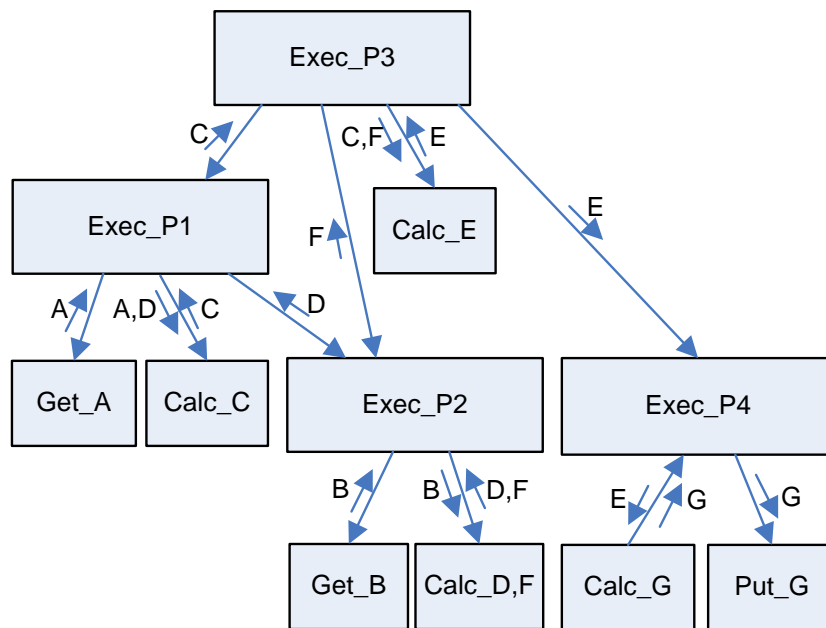 Exec_P3
C
C,F
E
Exec_P1
Calc_E
E
F
A
A,D
C
D
Get_A
Calc_C
Exec_P2
Exec_P4
B
B
D,F
E
G
G
Get_B
Calc_D,F
Calc_G
Put_G